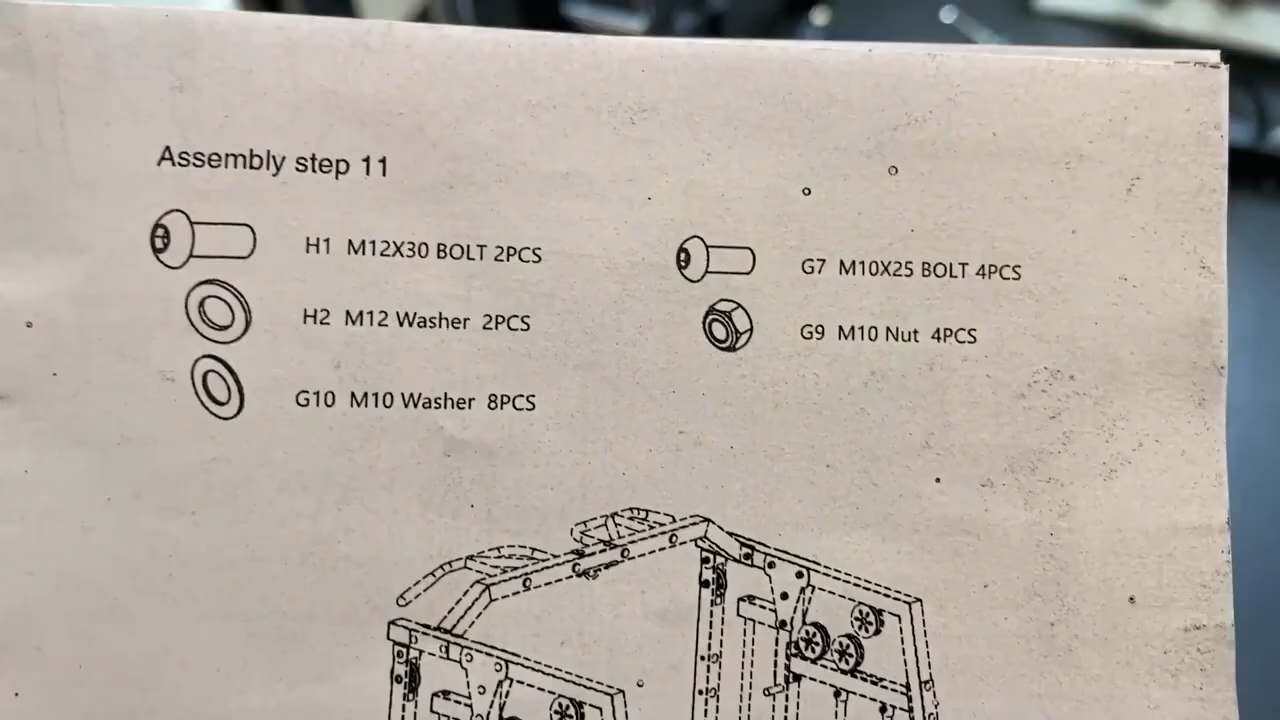 Assembly step 11
H1 M12X30 BOLT 2PCS
H2 M12 Washer 2PCS
G10 M10 Washer 8PCS
G7 M10X25 BOLT 4PCS
G9 M10 Nut 4PCS